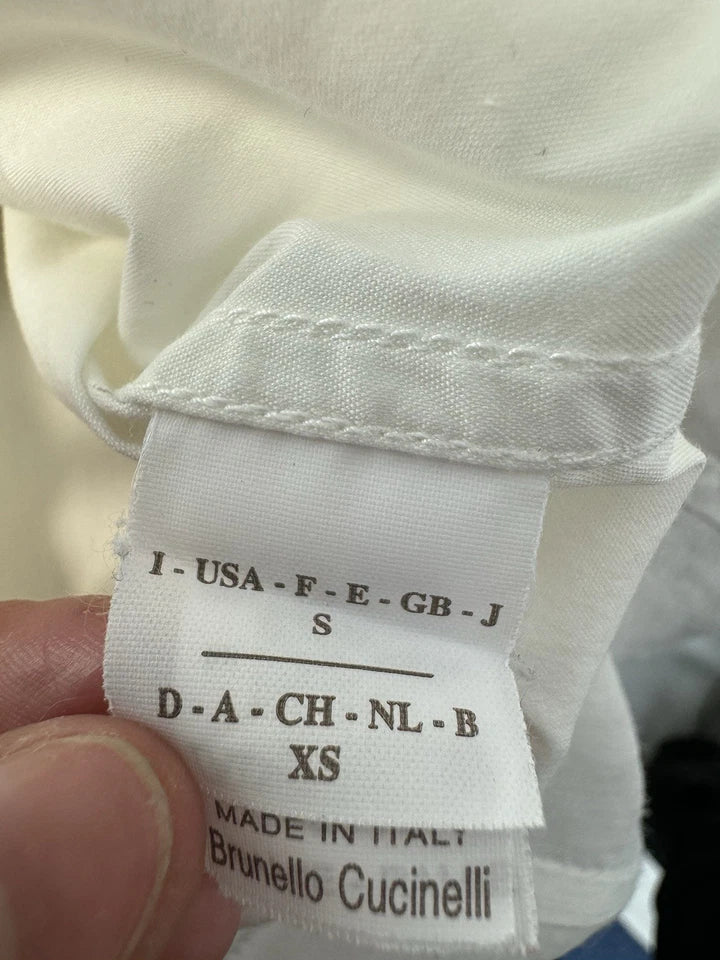 I - USA - F - E - GB - J
S
D - A - CH - NL - B
XS
MADE IN ITALY
Brunello Cucinelli